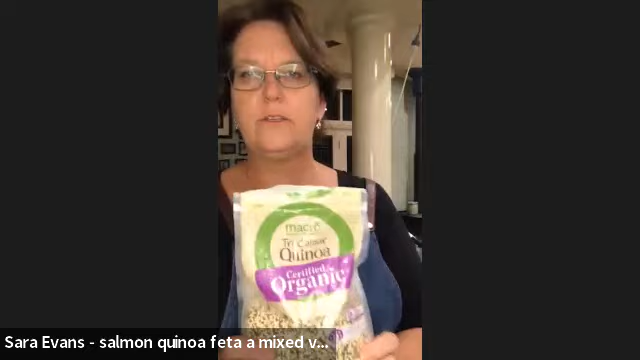 macro
Tri Colour
Quinoa
Certified
Organic
Sara Evans - salmon quinoa feta a mixed v...